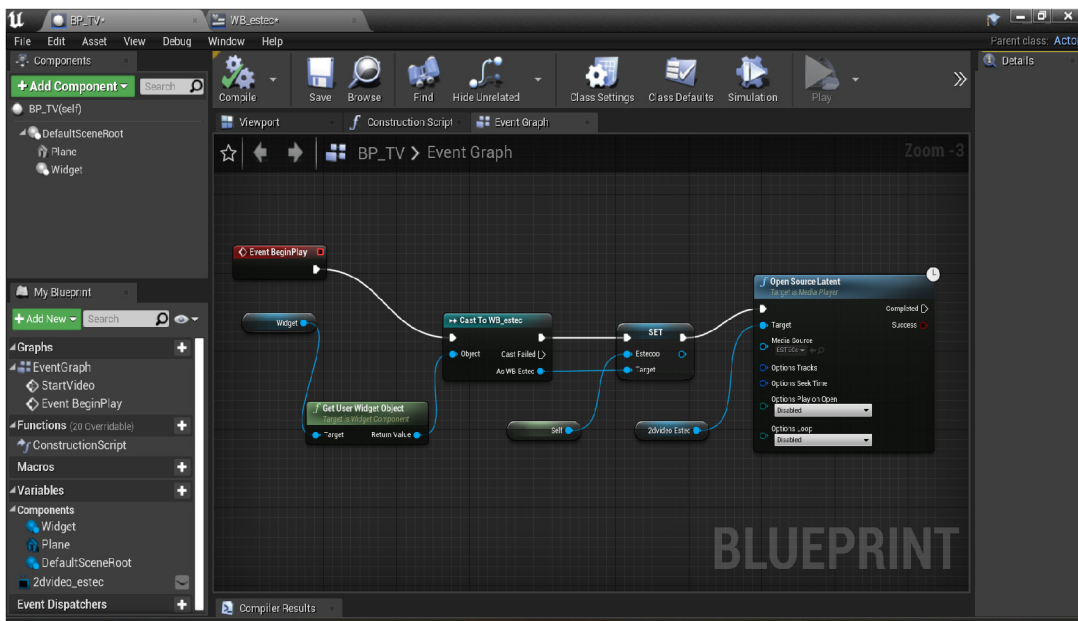 BP_TV*
WB_estec*
File Edit Asset View Debug Window Help
Parent class: Acto
Components
+ Add Component
Search
BP_TV(self)
DefaultSceneRoot
Plane
Widget
Compile
Save
Browse
Find
Hide Unrelated
Class Settings
Class Defaults
Simulation
Play
Details
Viewport
Construction Script
Event Graph
BP_TV > Event Graph
Zoom -3
Event BeginPlay
Widget
f Get User Widget Object
Target is Widget Component
Target
Return Value
Cast To WB_estec
Object
Cast Failed
As WB Estec
SET
Estecoo
Target
Self
2dvideo Estec
f Open Source Latent
Target is Media Player
Completed
Target
Success
Media Source
Options Tracks
Options Seek Time
Options Play on Open
Disabled
Options Loop
Disabled
BLUEPRINT
My Blueprint
+ Add New
Search
Graphs
EventGraph
StartVideo
Event BeginPlay
Functions (20 Overridable)
ConstructionScript
Macros
Variables
Components
Widget
Plane
DefaultSceneRoot
2dvideo_estec
Event Dispatchers
Compiler Results